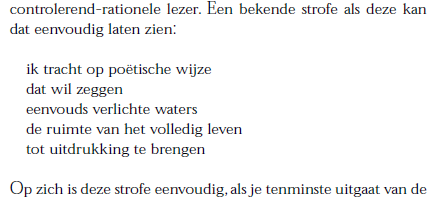 controlerend-rationele lezer. Een bekende strofe als deze kan
dat eenvoudig laten zien:
ik tracht op poëtische wijze
dat wil zeggen
eenvouds verlichte waters
de ruimte van het volledig leven
tot uitdrukking te brengen
Op zich is deze strofe eenvoudig, als je tenminste uitgaat van de